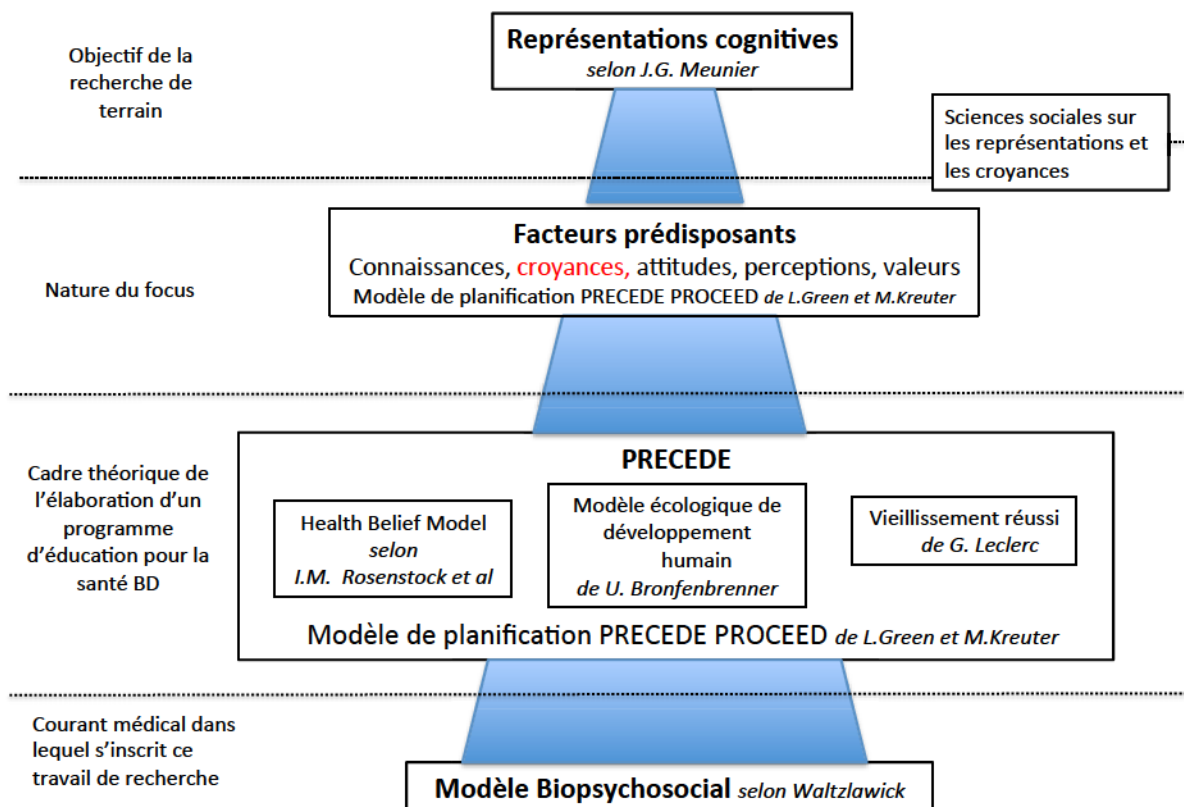 Objectif de la
recherche de
terrain
Représentations cognitives
selon J.G. Meunier
Sciences sociales sur
les représentations et
les croyances
Nature du focus
Facteurs prédisposants
Connaissances, croyances, attitudes, perceptions, valeurs
Modèle de planification PRECEDE PROCEED de L.Green et M.Kreuter
Cadre théorique de
l'élaboration d'un
programme
d'éducation pour la
santé BD
PRECEDE
Health Belief Model
selon
I.M. Rosenstock et al
Modèle écologique de
développement
humain
de U. Bronfenbrenner
Vieillissement réussi
de G. Leclerc
Modèle de planification PRECEDE PROCEED de L.Green et M.Kreuter
Courant médical dans
lequel s'inscrit ce
travail de recherche
Modèle Biopsychosocial selon Waltzlawick